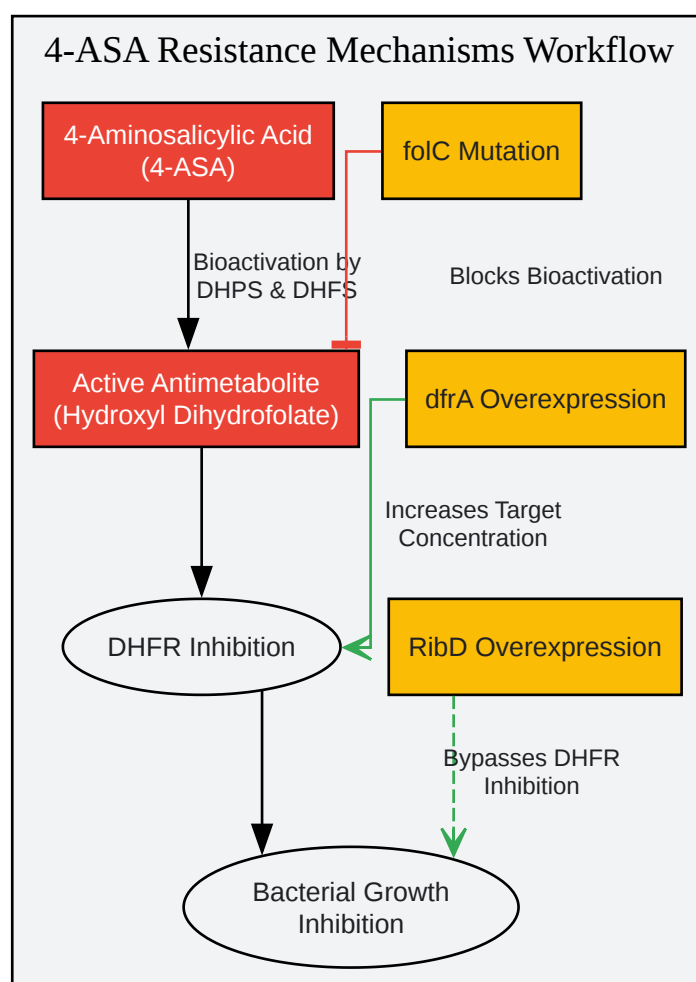 4-ASA Resistance Mechanisms Workflow
4-Aminosalicylic Acid
(4-ASA)
folC Mutation
Bioactivation by
DHPS & DHFS
Blocks Bioactivation
Active Antimetabolite
(Hydroxyl Dihydrofolate)
dfrA Overexpression
Increases Target
Concentration
DHFR Inhibition
RibD Overexpression
Bypasses DHFR
Inhibition
Bacterial Growth
Inhibition